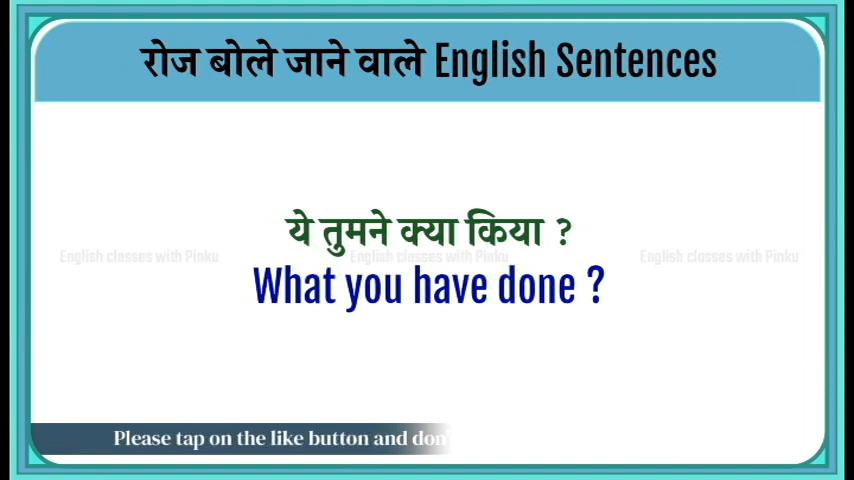 रोज बोले जाने वाले English Sentences
ये तुमने क्या किया ?
English classes with Pinku English classes with Pinku English classes with Pinku
What you have done ?
Please tap on the like button and don'